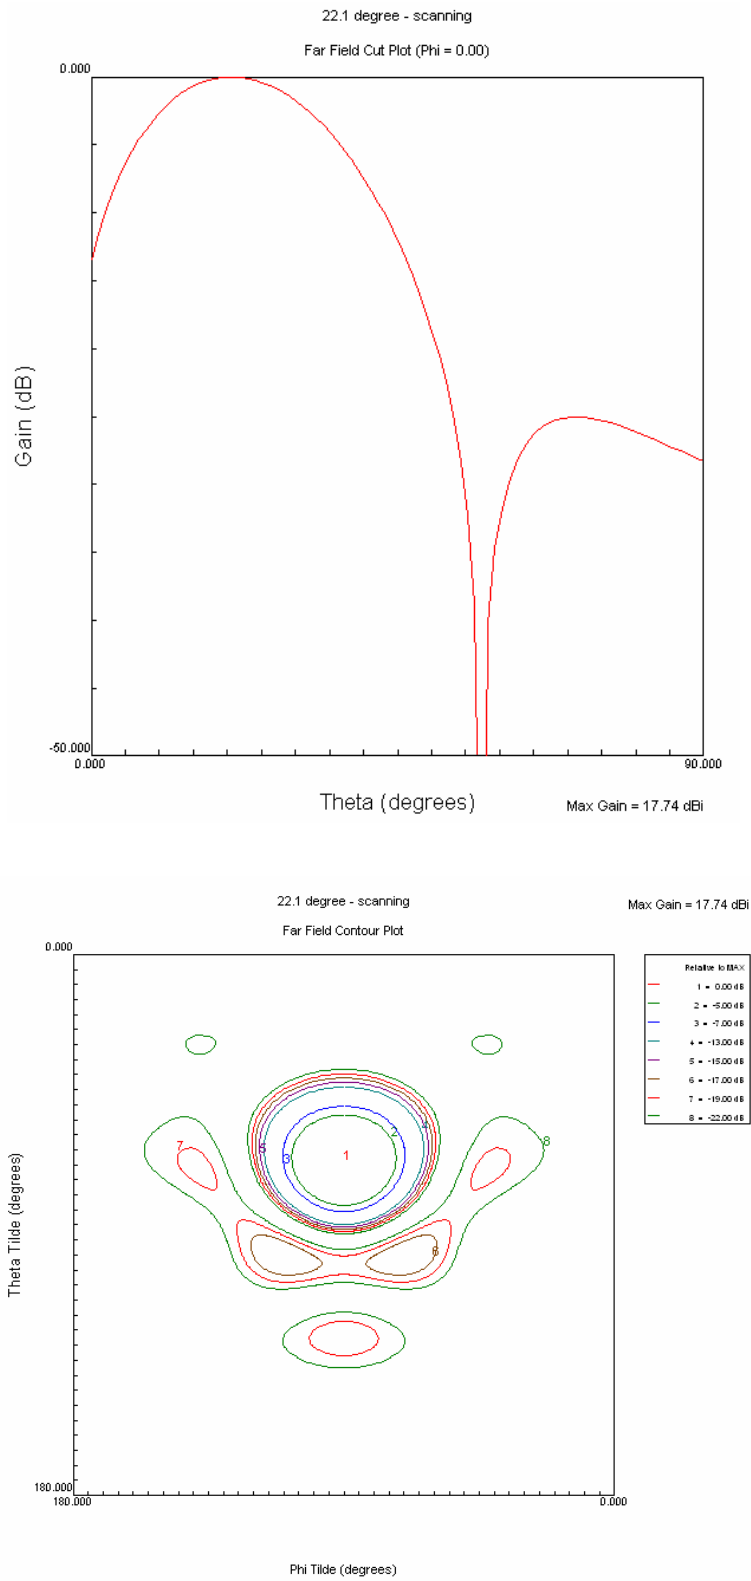 22.1 degree - scanning
Far Field Cut Plot (Phi = 0.00)
0.000
Gain (dB)
-50.000
0.000
90.000
Theta (degrees)
Max Gain = 17.74 dBi
22.1 degree - scanning
Max Gain = 17.74 dBi
Far Field Contour Plot
0.000
Relative to MAX
1 = 0.00 dB
2 = -5.00 dB
3 = -7.00 dB
4 = -13.00 dB
5 = -15.00 dB
6 = -17.00 dB
7 = -19.00 dB
8 = -22.00 dB
4
2
7
8
5
3
1
6
Theta Tilde (degrees)
180.000
180.000
0.000
Phi Tilde (degrees)